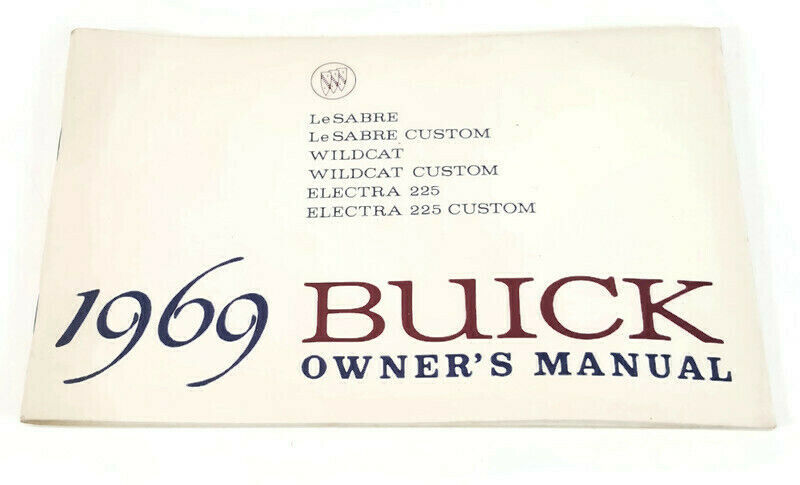 LeSABRE
LeSABRE CUSTOM
WILDCAT
WILDCAT CUSTOM
ELECTRA 225
ELECTRA 225 CUSTOM
1969 BUICK
OWNER'S MANUAL